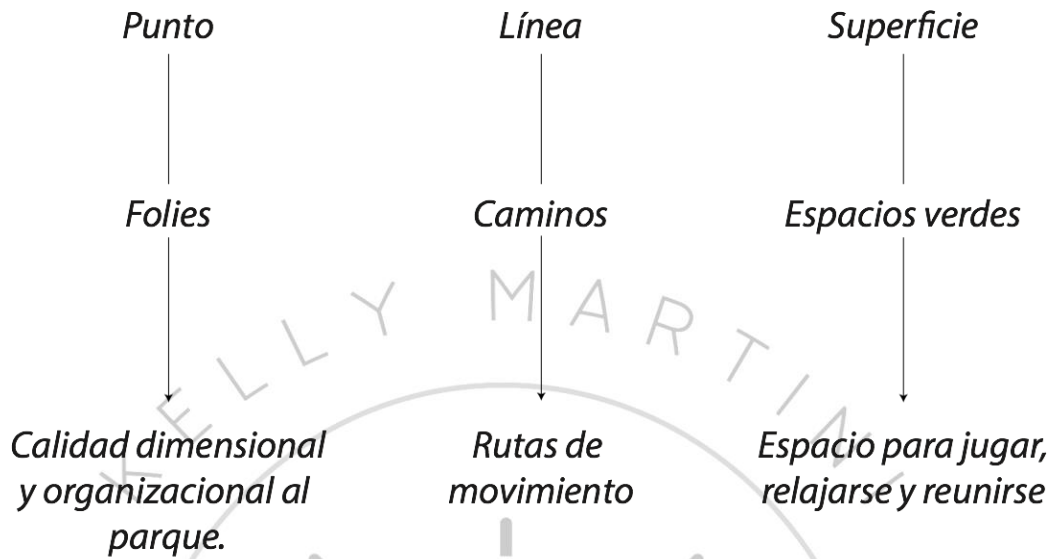 Punto
Línea
Superficie
Folies
Caminos
Espacios verdes
KELLY MARTINI
Calidad dimensional
y organizacional al
parque.
Rutas de
movimiento
Espacio para jugar,
relajarse y reunirse